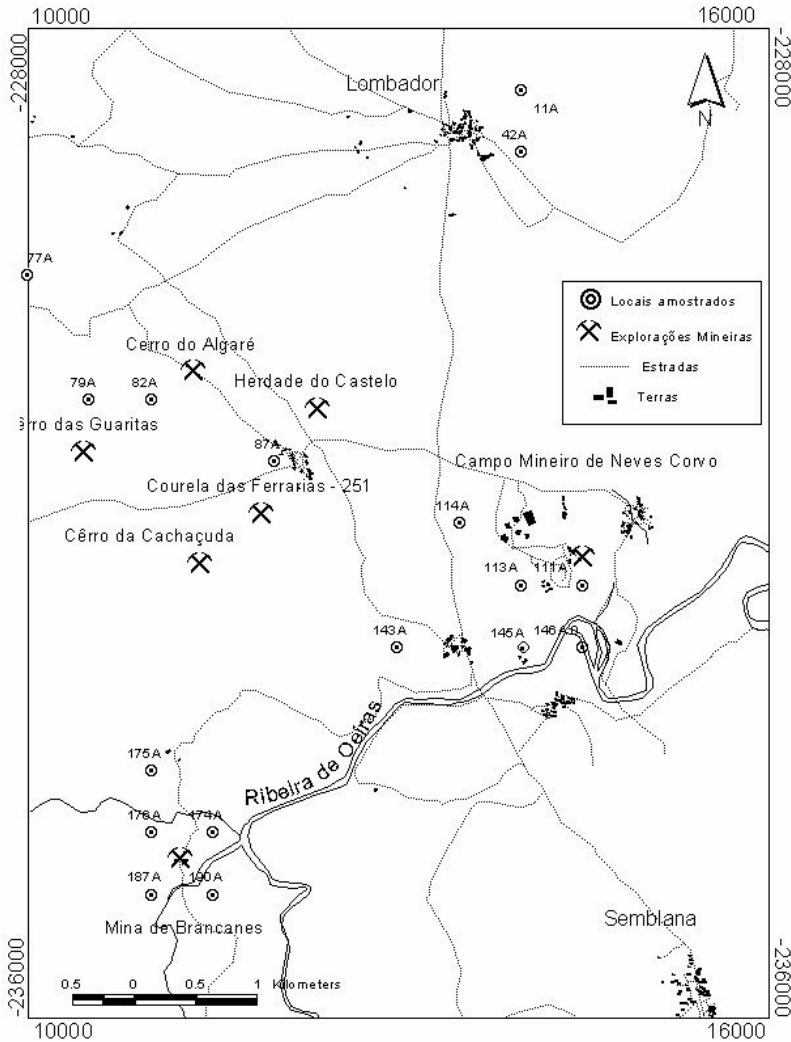 10000
16000
-228000
-228000
Lombador
11A
42A
N
77A
Locais amostrados
Explorações Mineiras
Estradas
Terras
Cerro do Algaré
79A
82A
Herdade do Castelo
rro das Guaritas
87A
Campo Mineiro de Neves Corvo
Courela das Ferrarias - 251
114A
Cêrro da Cachaçuda
113A
111A
143A
145A
146A
175A
Ribeira de Oeiras
176A
174A
187A
190A
Mina de Brancanes
Semblana
-236000
-236000
0.5
0
0.5
1
Kilometers
10000
16000